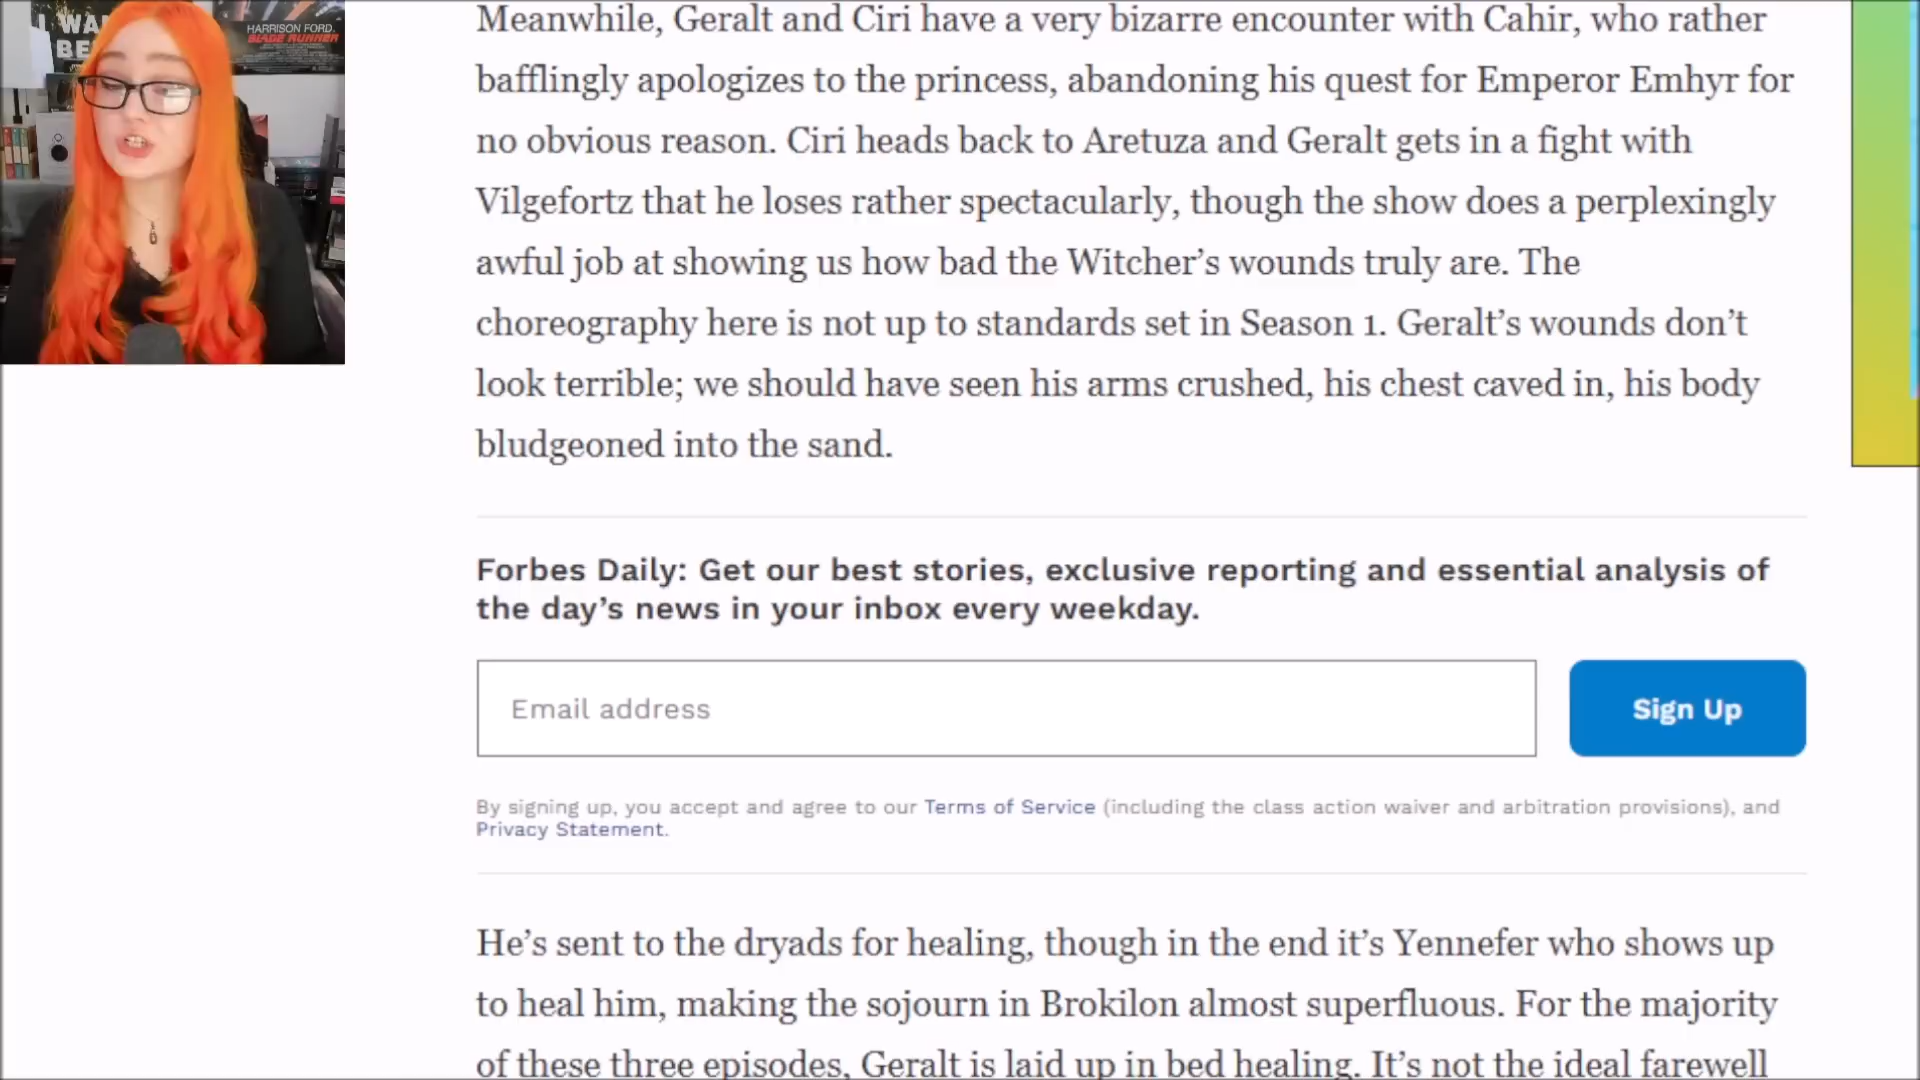 I WA
BE
HARRISON FORD.
BLADE RUNNER
Meanwhile, Geralt and Ciri have a very bizarre encounter with Cahir, who rather
bafflingly apologizes to the princess, abandoning his quest for Emperor Emhyr for
no obvious reason. Ciri heads back to Aretuza and Geralt gets in a fight with
Vilgefortz that he loses rather spectacularly, though the show does a perplexingly
awful job at showing us how bad the Witcher’s wounds truly are. The
choreography here is not up to standards set in Season 1. Geralt’s wounds don’t
look terrible; we should have seen his arms crushed, his chest caved in, his body
bludgeoned into the sand.
Forbes Daily: Get our best stories, exclusive reporting and essential analysis of
the day’s news in your inbox every weekday.
Email address
Sign Up
By signing up, you accept and agree to our Terms of Service (including the class action waiver and arbitration provisions), and
Privacy Statement.
He’s sent to the dryads for healing, though in the end it’s Yennefer who shows up
to heal him, making the sojourn in Brokilon almost superfluous. For the majority
of these three episodes, Geralt is laid up in bed healing. It’s not the ideal farewell